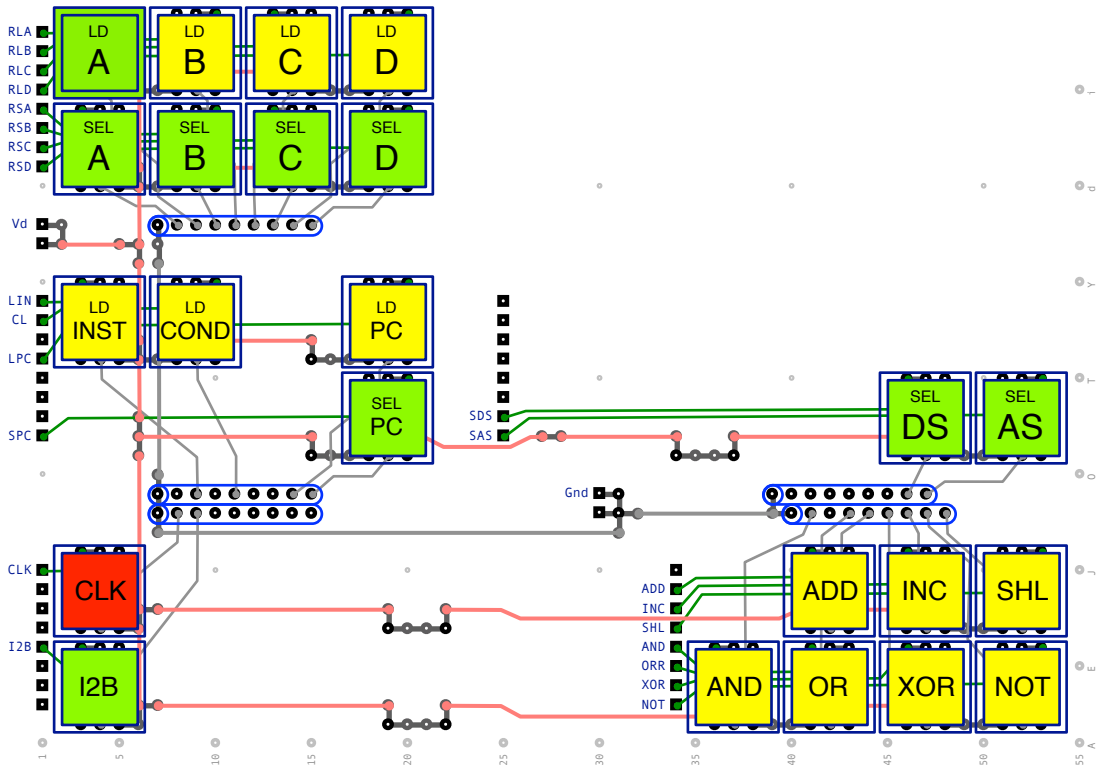 RLA
RLB
RLC
RLD
LD A
LD B
LD C
LD D
I
RSA
RSB
RSC
RSD
SEL A
SEL B
SEL C
SEL D
d
Vd
LIN
CL
LPC
LD INST
LD COND
LD PC
Y
SPC
SEL PC
SDS
SAS
SEL DS
SEL AS
T
Gnd
O
CLK
CLK
ADD
INC
SHL
ADD
INC
SHL
J
I2B
I2B
AND
ORR
XOR
NOT
AND
OR
XOR
NOT
E
A
1 5 10 15 20 25 30 35 40 45 50 55